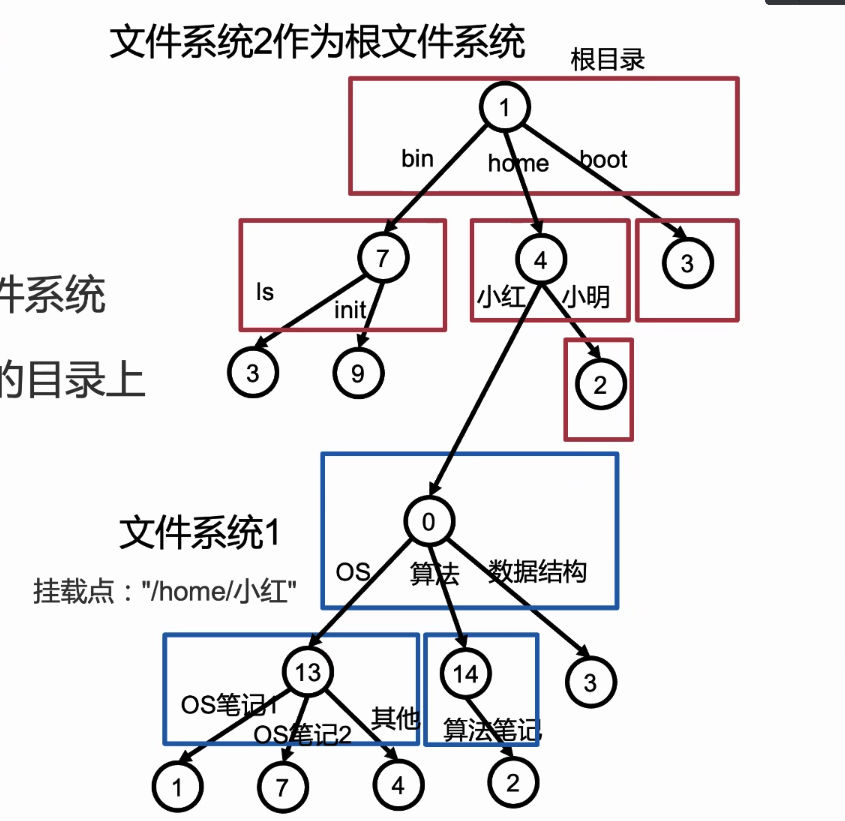 文件系统2作为根文件系统
根目录
1
bin
home
boot
7
4
3
ls
init
小红
小明
件系统
3
9
2
的目录上
文件系统1
0
挂载点："/home/小红"
OS
算法
数据结构
13
14
3
OS笔记1
OS笔记2
其他
算法笔记
1
7
4
2